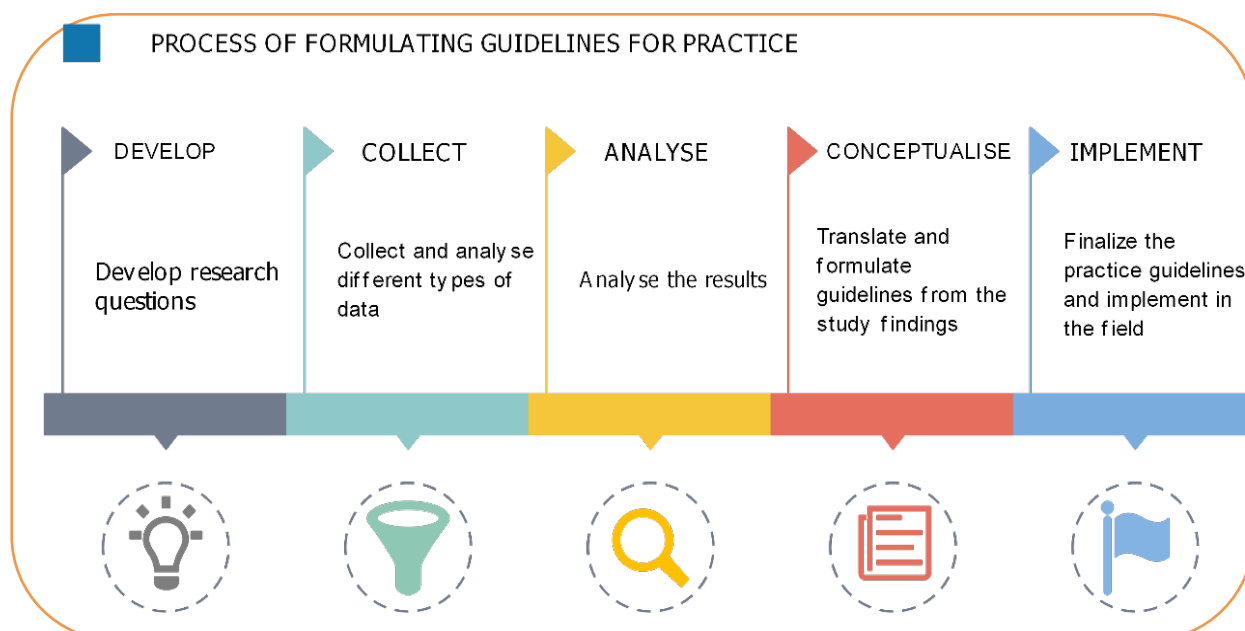 PROCESS OF FORMULATING GUIDELINES FOR PRACTICE
DEVELOP
Develop research
questions
COLLECT
Collect and analyse
different types of
data
ANALYSE
Analyse the results
CONCEPTUALISE
Translate and
formulate
guidelines from the
study findings
IMPLEMENT
Finalize the
practice guidelines
and implement in
the field